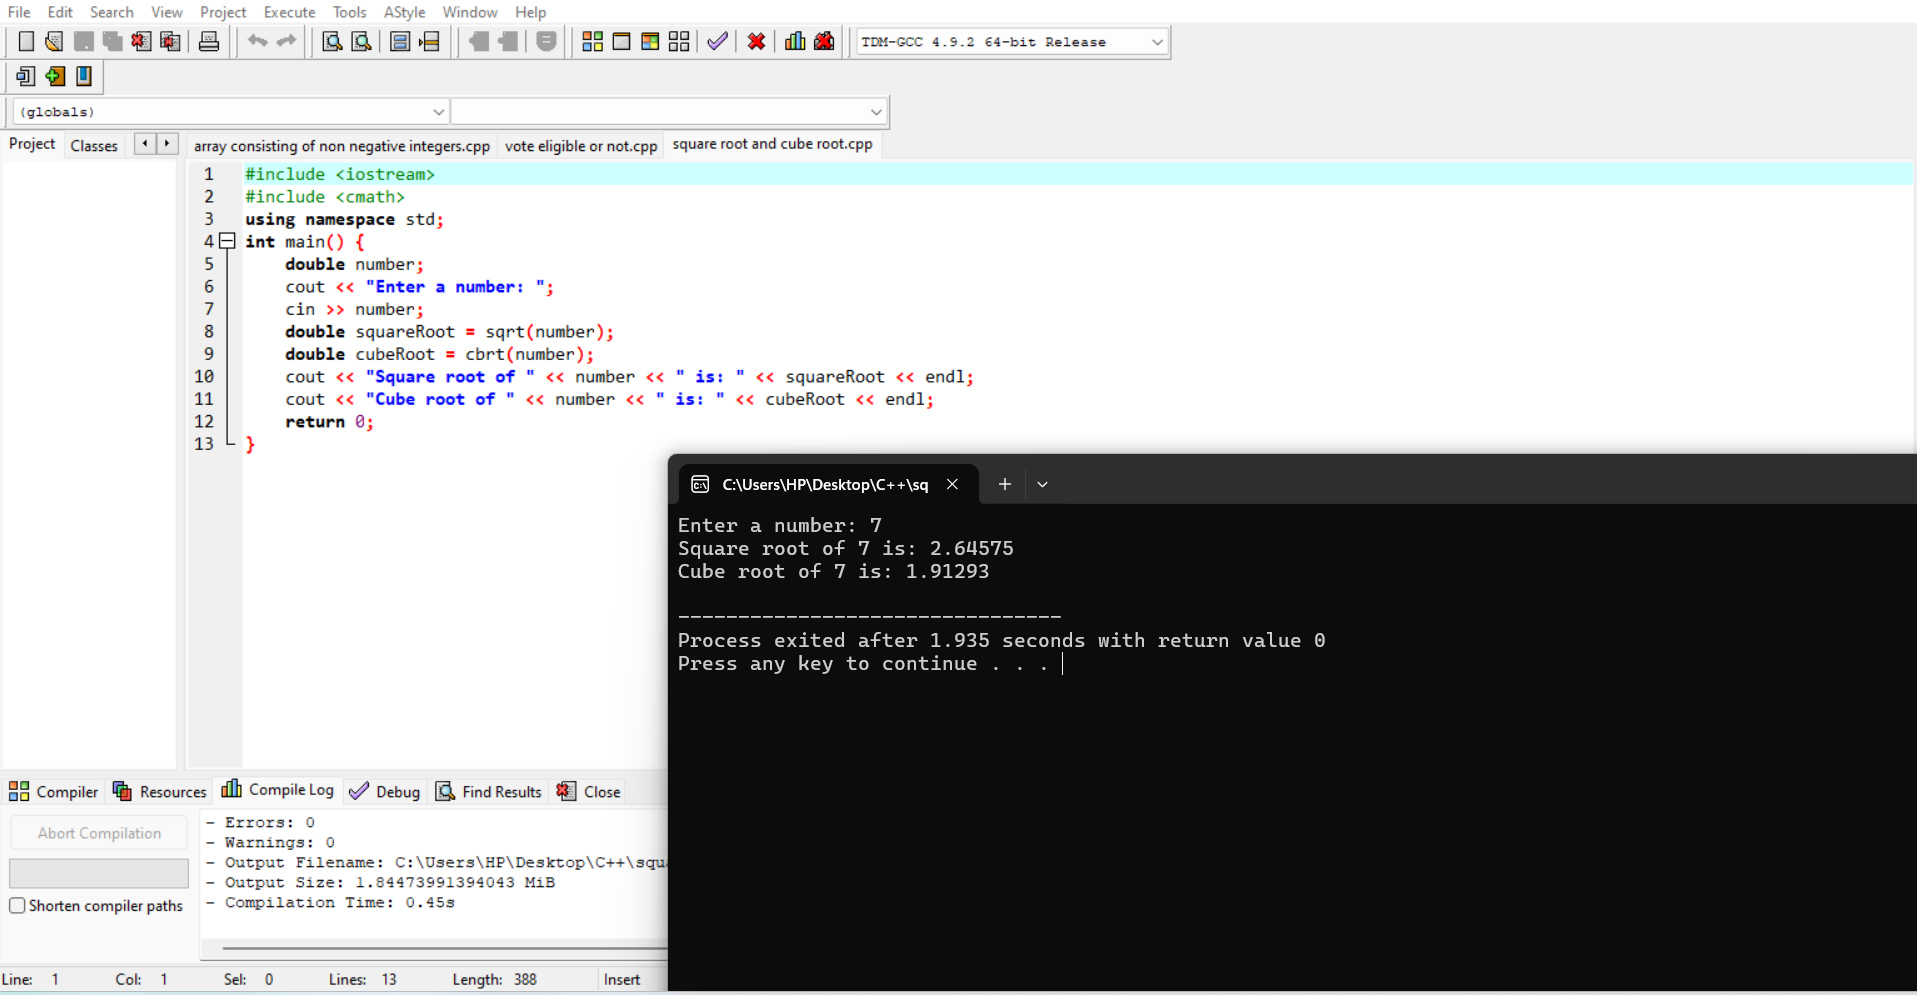 File Edit Search View Project Execute Tools AStyle Window Help
TDM-GCC 4.9.2 64-bit Release
(globals)
Project Classes
array consisting of non negative integers.cpp vote eligible or not.cpp square root and cube root.cpp
1 #include <iostream>
2 #include <cmath>
3 using namespace std;
4 int main() {
5 double number;
6 cout << "Enter a number: ";
7 cin >> number;
8 double squareRoot = sqrt(number);
9 double cubeRoot = cbrt(number);
10 cout << "Square root of " << number << " is: " << squareRoot << endl;
11 cout << "Cube root of " << number << " is: " << cubeRoot << endl;
12 return 0;
13 }
C:\Users\HP\Desktop\C++\sq
Enter a number: 7
Square root of 7 is: 2.64575
Cube root of 7 is: 1.91293
--------------------------------
Process exited after 1.935 seconds with return value 0
Press any key to continue . . .
Compiler Resources Compile Log Debug Find Results Close
Abort Compilation
Shorten compiler paths
- Errors: 0
- Warnings: 0
- Output Filename: C:\Users\HP\Desktop\C++\squ
- Output Size: 1.84473991394043 MiB
- Compilation Time: 0.45s
Line: 1 Col: 1 Sel: 0 Lines: 13 Length: 388 Insert